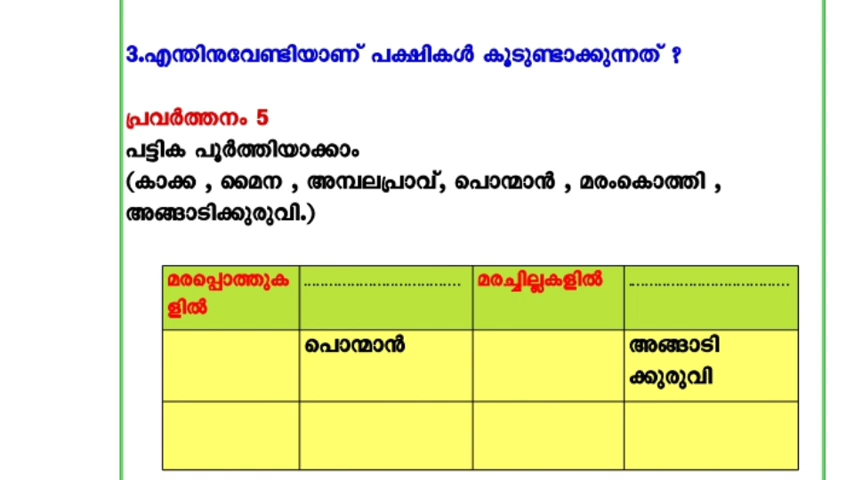 3.എന്തിനുവേണ്ടിയാണ് പക്ഷികൾ കൂടുണ്ടാക്കുന്നത് ?
പ്രവർത്തനം 5
പട്ടിക പൂർത്തിയാക്കാം
(കാക്ക , മൈന , അമ്പലപ്രാവ്, പൊന്മാൻ , മരംകൊത്തി ,
അങ്ങാടിക്കുരുവി.)
മരപ്പൊത്തുക ...................................... മരച്ചില്ലകളിൽ ......................................
ളിൽ
പൊന്മാൻ അങ്ങാടി
ക്കുരുവി